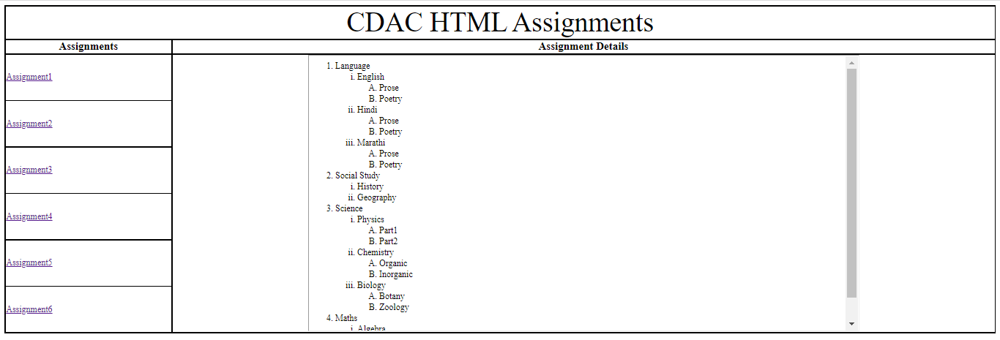 CDAC HTML Assignments
Assignments
Assignment Details
Assignment1
Assignment2
Assignment3
Assignment4
Assignment5
Assignment6
1. Language
i. English
A. Prose
B. Poetry
ii. Hindi
A. Prose
B. Poetry
iii. Marathi
A. Prose
B. Poetry
2. Social Study
i. History
ii. Geography
3. Science
i. Physics
A. Part1
B. Part2
ii. Chemistry
A. Organic
B. Inorganic
iii. Biology
A. Botany
B. Zoology
4. Maths
i. Algebra